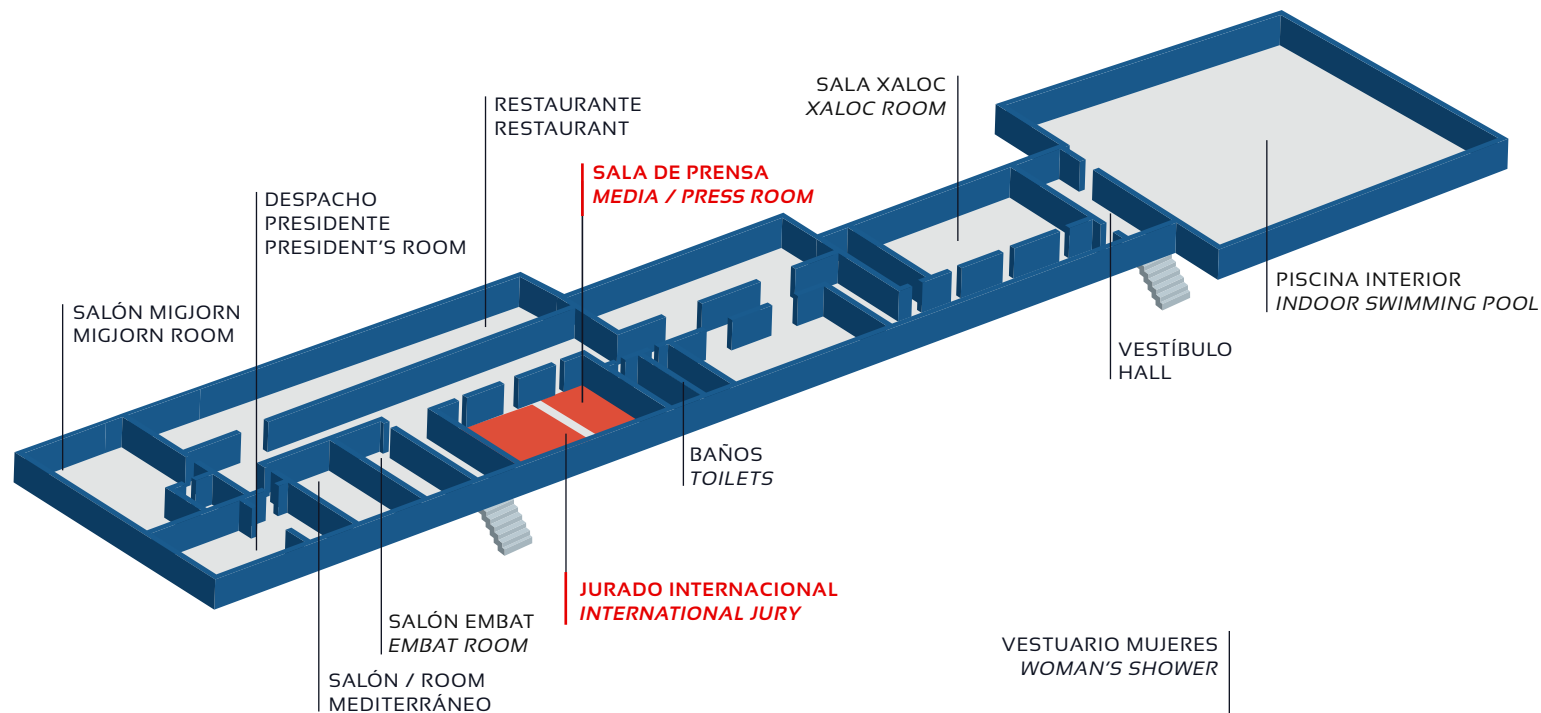 SALA XALOC
XALOC ROOM
RESTAURANTE
RESTAURANT
SALA DE PRENSA
MEDIA / PRESS ROOM
DESPACHO
PRESIDENTE
PRESIDENT'S ROOM
SALÓN MIGJORN
MIGJORN ROOM
PISCINA INTERIOR
INDOOR SWIMMING POOL
VESTÍBULO
HALL
BAÑOS
TOILETS
JURADO INTERNACIONAL
INTERNATIONAL JURY
SALÓN EMBAT
EMBAT ROOM
SALÓN / ROOM
MEDITERRÁNEO
VESTUARIO MUJERES
WOMAN'S SHOWER